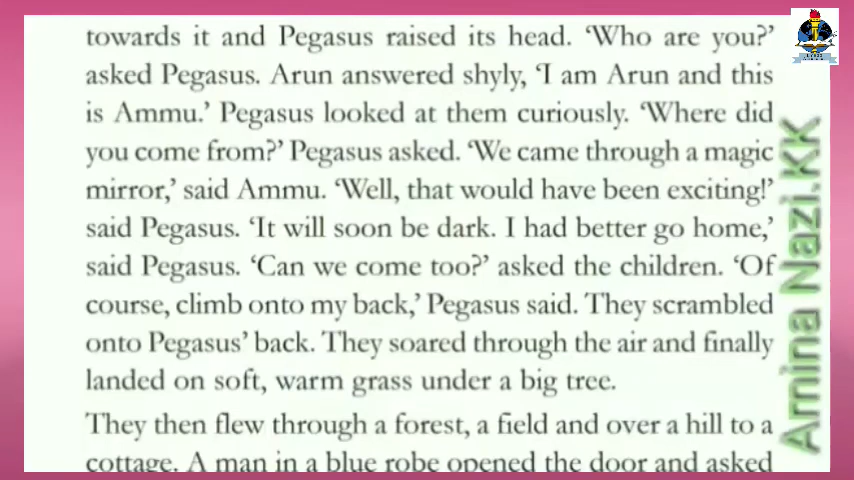 towards it and Pegasus raised its head. ‘Who are you?’
asked Pegasus. Arun answered shyly, ‘I am Arun and this
is Ammu.’ Pegasus looked at them curiously. ‘Where did
you come from?’ Pegasus asked. ‘We came through a magic
mirror,’ said Ammu. ‘Well, that would have been exciting!’
said Pegasus. ‘It will soon be dark. I had better go home,’
said Pegasus. ‘Can we come too?’ asked the children. ‘Of
course, climb onto my back,’ Pegasus said. They scrambled
onto Pegasus’ back. They soared through the air and finally
landed on soft, warm grass under a big tree.
They then flew through a forest, a field and over a hill to a
cottage. A man in a blue robe opened the door and asked
Amina Nazi.KK